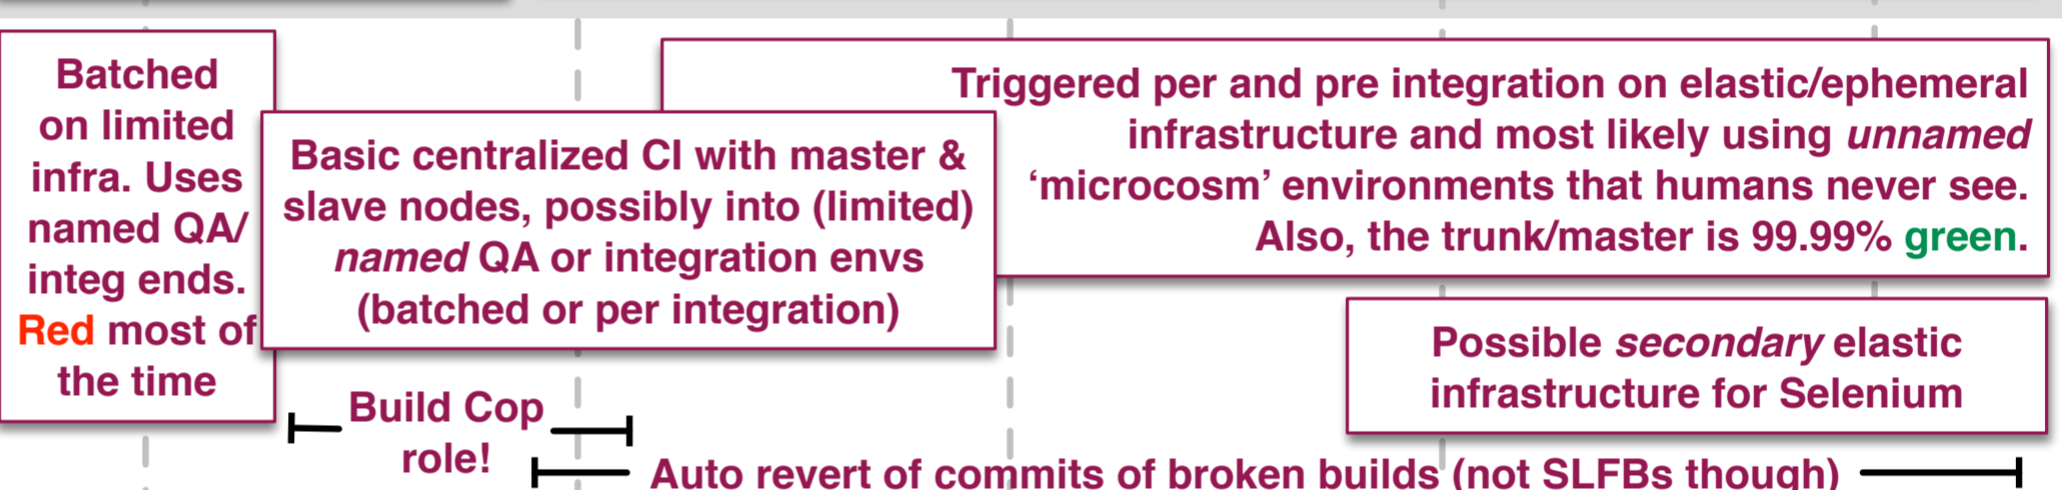 Batched
on limited
infra. Uses
named QA/
integ ends.
Red most of
the time
Basic centralized CI with master &
slave nodes, possibly into (limited)
named QA or integration envs
(batched or per integration)
Triggered per and pre integration on elastic/ephemeral
infrastructure and most likely using unnamed
‘microcosm’ environments that humans never see.
Also, the trunk/master is 99.99% green.
Possible secondary elastic
infrastructure for Selenium
Build Cop
role!
Auto revert of commits of broken builds (not SLFBs though)